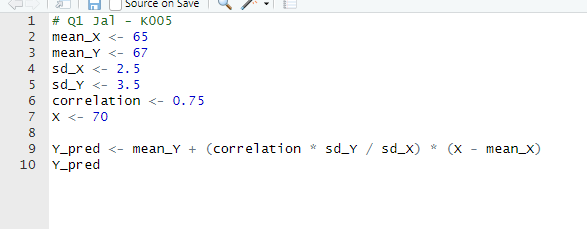 Source on Save
1 # Q1 Jal - K005
2 mean_X <- 65
3 mean_Y <- 67
4 sd_X <- 2.5
5 sd_Y <- 3.5
6 correlation <- 0.75
7 X <- 70
8
9 Y_pred <- mean_Y + (correlation * sd_Y / sd_X) * (X - mean_X)
10 Y_pred